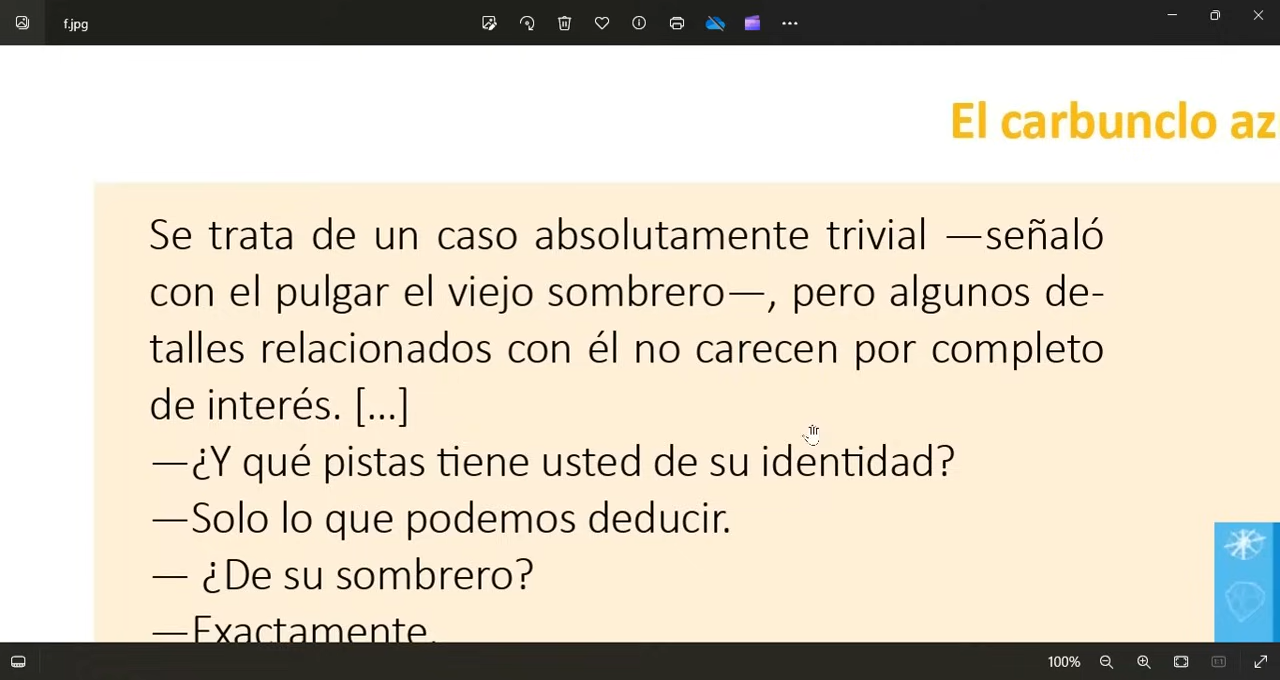 f.jpg
El carbunclo az
Se trata de un caso absolutamente trivial —señaló
con el pulgar el viejo sombrero—, pero algunos de-
talles relacionados con él no carecen por completo
de interés. [...]
—¿Y qué pistas tiene usted de su identidad?
—Solo lo que podemos deducir.
— ¿De su sombrero?
—Exactamente.
100%